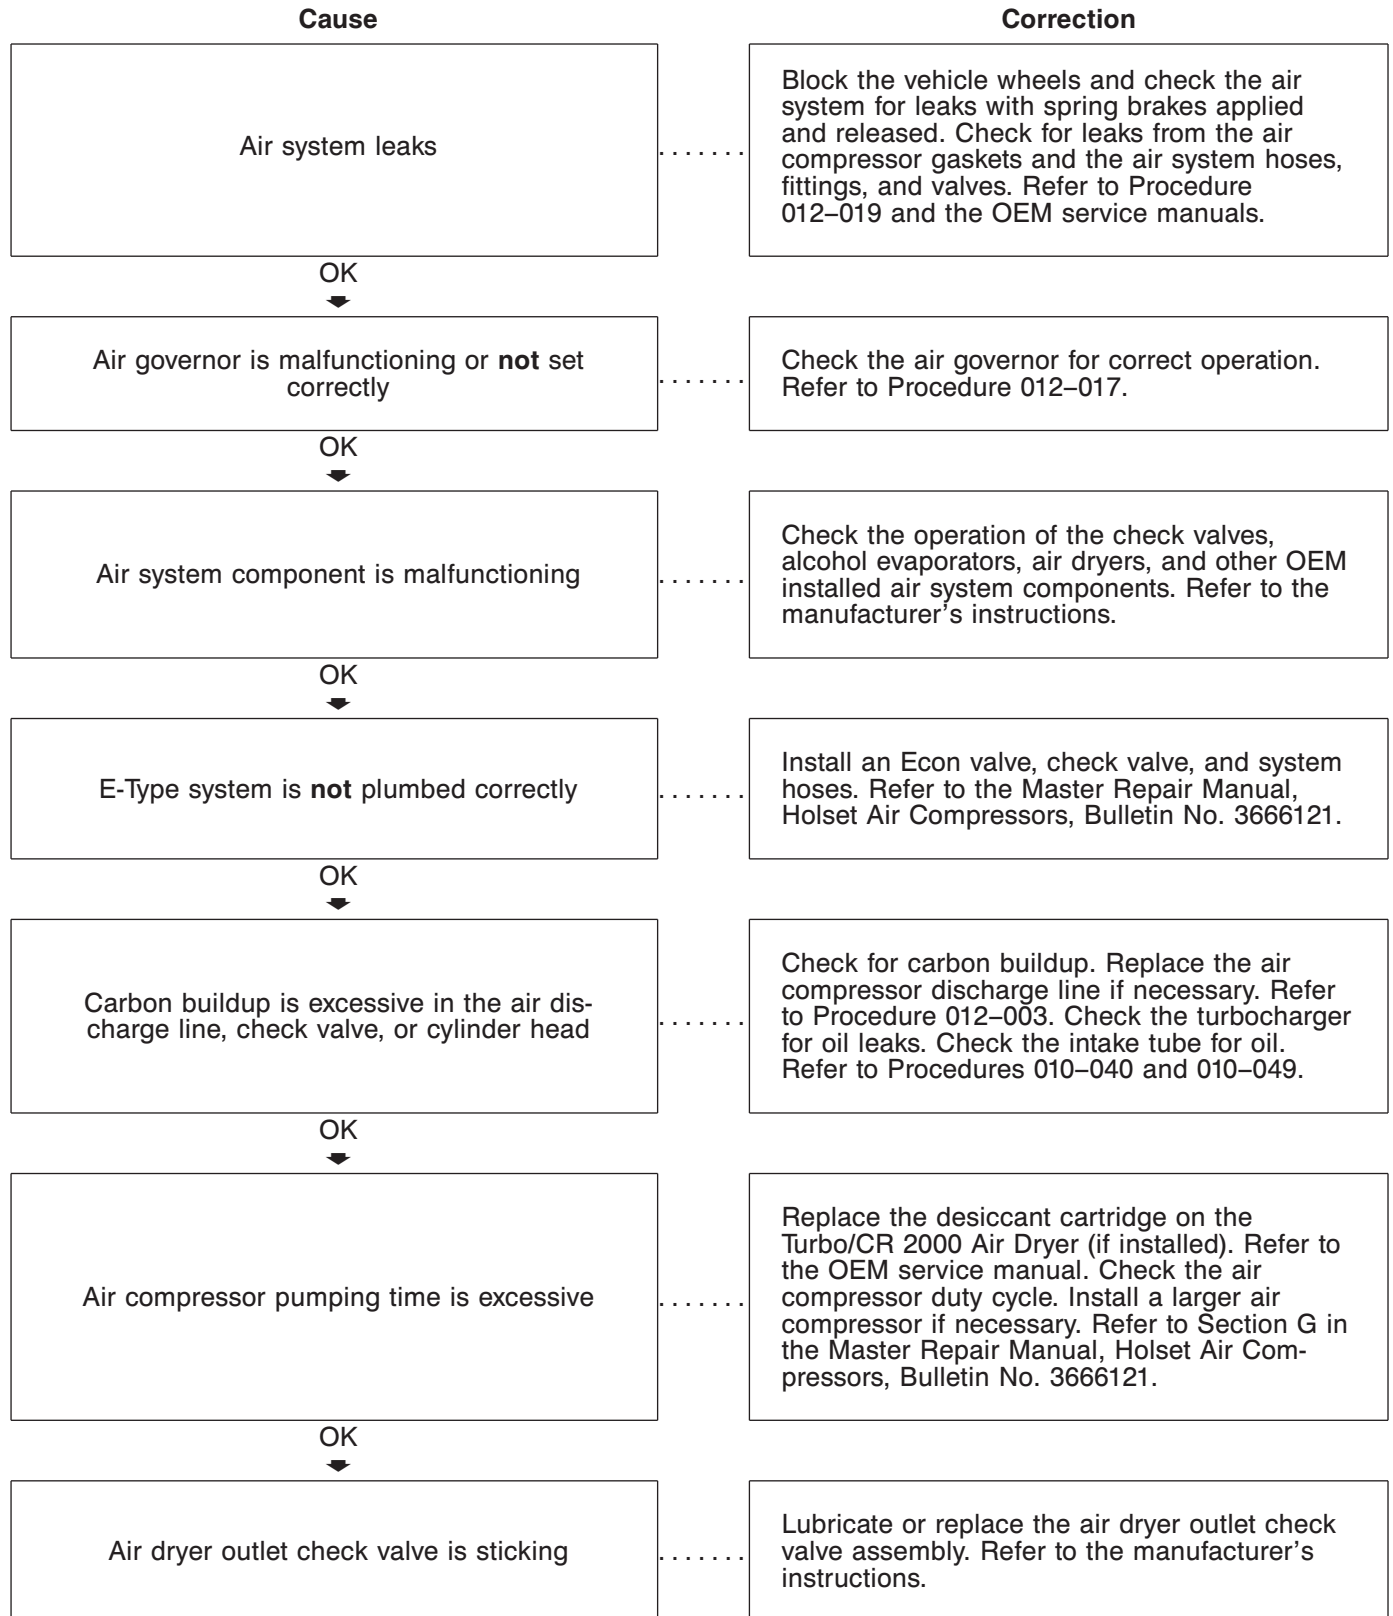 Cause
Correction
Air system leaks
. . . . . . .
Block the vehicle wheels and check the air
system for leaks with spring brakes applied
and released. Check for leaks from the air
compressor gaskets and the air system hoses,
fittings, and valves. Refer to Procedure
012–019 and the OEM service manuals.
OK
Air governor is malfunctioning or not set
correctly
. . . . . . .
Check the air governor for correct operation.
Refer to Procedure 012–017.
OK
Air system component is malfunctioning
. . . . . . .
Check the operation of the check valves,
alcohol evaporators, air dryers, and other OEM
installed air system components. Refer to the
manufacturer's instructions.
OK
E-Type system is not plumbed correctly
. . . . . . .
Install an Econ valve, check valve, and system
hoses. Refer to the Master Repair Manual,
Holset Air Compressors, Bulletin No. 3666121.
OK
Carbon buildup is excessive in the air dis-
charge line, check valve, or cylinder head
. . . . . . .
Check for carbon buildup. Replace the air
compressor discharge line if necessary. Refer
to Procedure 012–003. Check the turbocharger
for oil leaks. Check the intake tube for oil.
Refer to Procedures 010–040 and 010–049.
OK
Air compressor pumping time is excessive
. . . . . . .
Replace the desiccant cartridge on the
Turbo/CR 2000 Air Dryer (if installed). Refer to
the OEM service manual. Check the air
compressor duty cycle. Install a larger air
compressor if necessary. Refer to Section G in
the Master Repair Manual, Holset Air Com-
pressors, Bulletin No. 3666121.
OK
Air dryer outlet check valve is sticking
. . . . . . .
Lubricate or replace the air dryer outlet check
valve assembly. Refer to the manufacturer's
instructions.